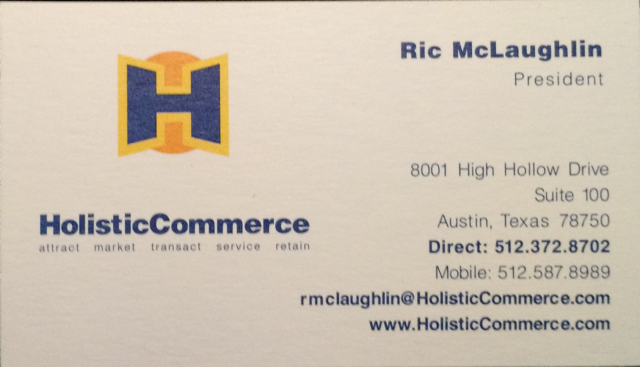 H
HolisticCommerce
attract market transact service retain
Ric McLaughlin
President
8001 High Hollow Drive
Suite 100
Austin, Texas 78750
Direct: 512.372.8702
Mobile: 512.587.8989
rmclaughlin@HolisticCommerce.com
www.HolisticCommerce.com